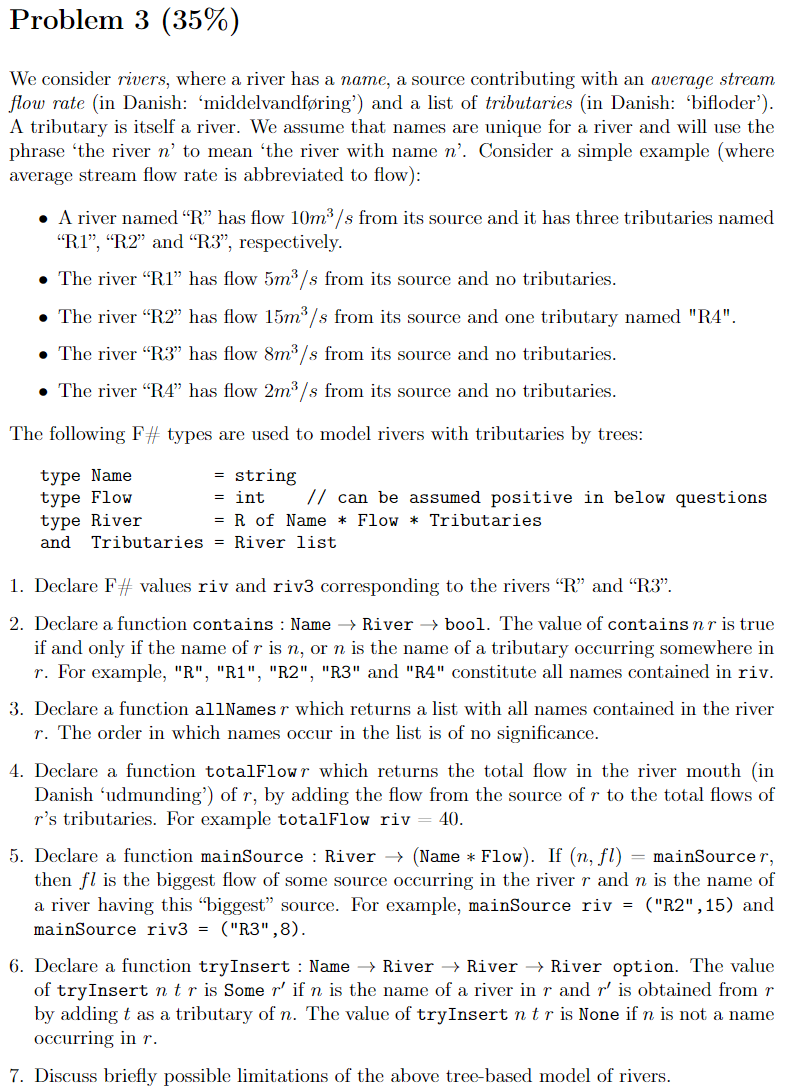 Problem 3 (35%)
We consider rivers, where a river has a name, a source contributing with an average stream
flow rate (in Danish: ‘middelvandføring’) and a list of tributaries (in Danish: ‘bifloder’).
A tributary is itself a river. We assume that names are unique for a river and will use the
phrase ‘the river n’ to mean ‘the river with name n’. Consider a simple example (where
average stream flow rate is abbreviated to flow):
• A river named “R” has flow 10m³/s from its source and it has three tributaries named
“R1”, “R2” and “R3”, respectively.
• The river “R1” has flow 5m³/s from its source and no tributaries.
• The river “R2” has flow 15m³/s from its source and one tributary named "R4".
• The river “R3” has flow 8m³/s from its source and no tributaries.
• The river “R4” has flow 2m³/s from its source and no tributaries.
The following F# types are used to model rivers with tributaries by trees:
type Name = string
type Flow = int // can be assumed positive in below questions
type River = R of Name * Flow * Tributaries
and Tributaries = River list
1. Declare F# values riv and riv3 corresponding to the rivers “R” and “R3”.
2. Declare a function contains : Name → River → bool. The value of contains n r is true
if and only if the name of r is n, or n is the name of a tributary occurring somewhere in
r. For example, "R", "R1", "R2", "R3" and "R4" constitute all names contained in riv.
3. Declare a function allNames r which returns a list with all names contained in the river
r. The order in which names occur in the list is of no significance.
4. Declare a function totalFlow r which returns the total flow in the river mouth (in
Danish ‘udmunding’) of r, by adding the flow from the source of r to the total flows of
r’s tributaries. For example totalFlow riv = 40.
5. Declare a function mainSource : River → (Name * Flow). If (n, fl) = mainSource r,
then fl is the biggest flow of some source occurring in the river r and n is the name of
a river having this “biggest” source. For example, mainSource riv = ("R2",15) and
mainSource riv3 = ("R3",8).
6. Declare a function tryInsert : Name → River → River → River option. The value
of tryInsert n t r is Some r′ if n is the name of a river in r and r′ is obtained from r
by adding t as a tributary of n. The value of tryInsert n t r is None if n is not a name
occurring in r.
7. Discuss briefly possible limitations of the above tree-based model of rivers.